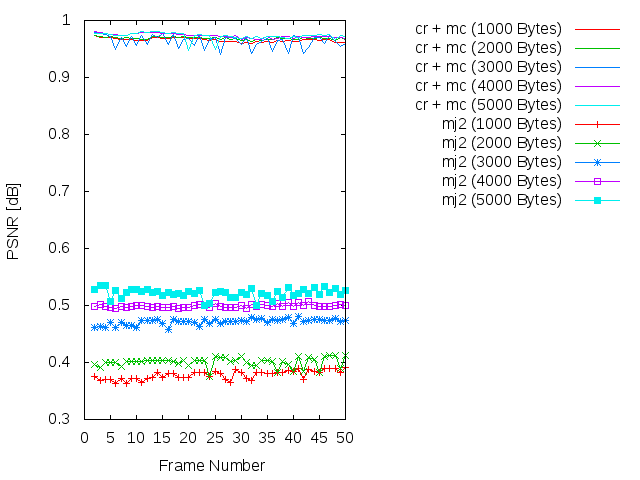 1
0.9
0.8
0.7
0.6
0.5
0.4
0.3
PSNR [dB]
0 5 10 15 20 25 30 35 40 45 50
Frame Number
cr + mc (1000 Bytes)
cr + mc (2000 Bytes)
cr + mc (3000 Bytes)
cr + mc (4000 Bytes)
cr + mc (5000 Bytes)
mj2 (1000 Bytes)
mj2 (2000 Bytes)
mj2 (3000 Bytes)
mj2 (4000 Bytes)
mj2 (5000 Bytes)